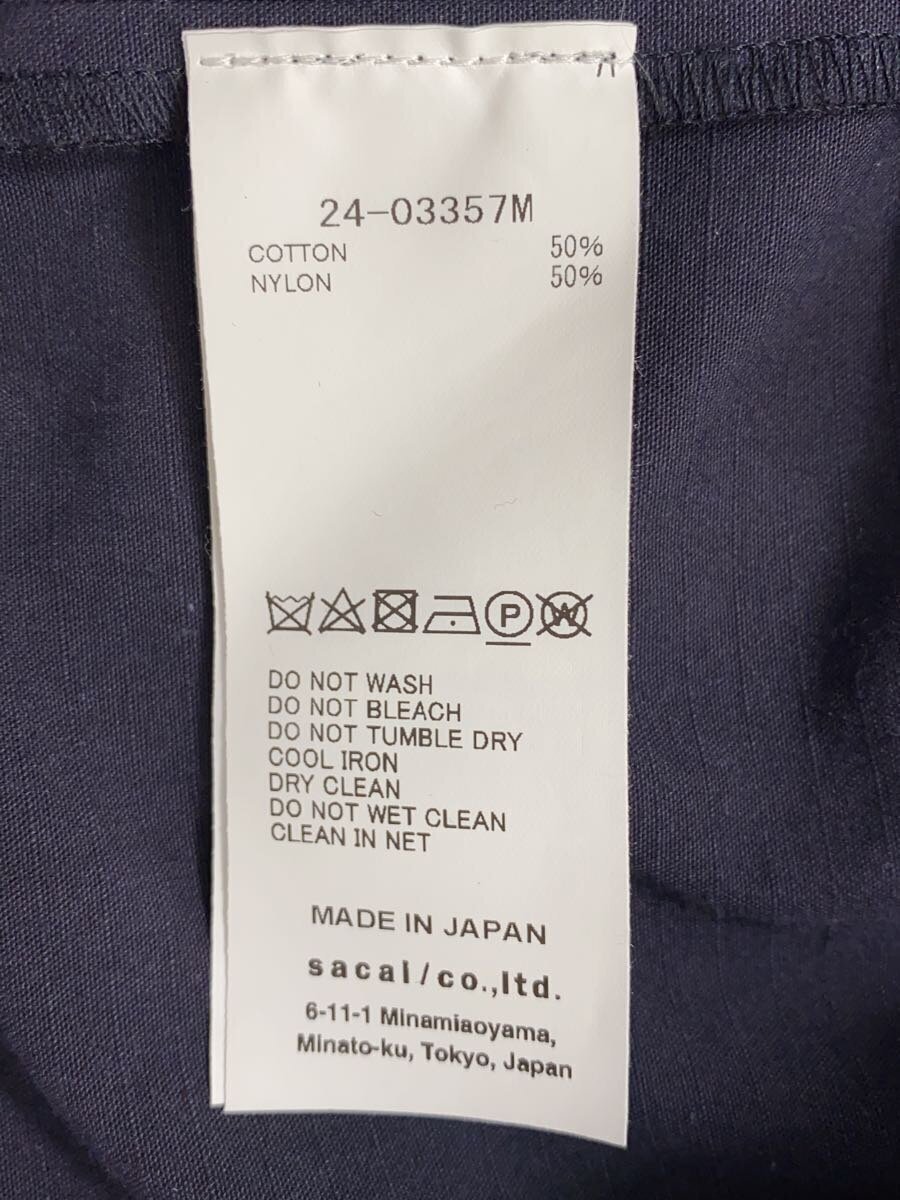 24-03357M
COTTON 50%
NYLON 50%
P W
DO NOT WASH
DO NOT BLEACH
DO NOT TUMBLE DRY
COOL IRON
DRY CLEAN
DO NOT WET CLEAN
CLEAN IN NET
MADE IN JAPAN
sacai/co.,ltd.
6-11-1 Minamiaoyama,
Minato-ku, Tokyo, Japan